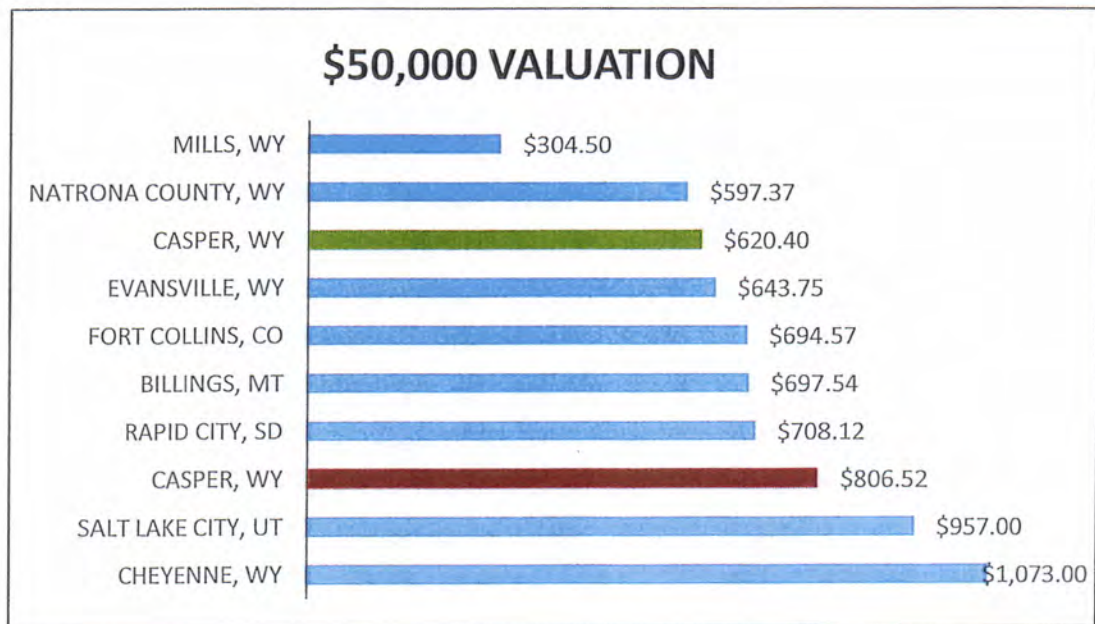 $50,000 VALUATION
MILLS, WY $304.50
NATRONA COUNTY, WY $597.37
CASPER, WY $620.40
EVANSVILLE, WY $643.75
FORT COLLINS, CO $694.57
BILLINGS, MT $697.54
RAPID CITY, SD $708.12
CASPER, WY $806.52
SALT LAKE CITY, UT $957.00
CHEYENNE, WY $1,073.00